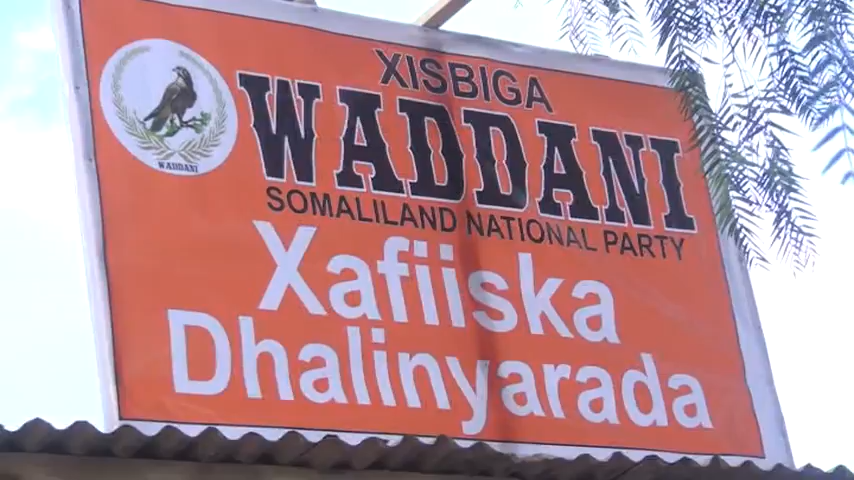 XISBIGA
WADDANI
WADDANI
SOMALILAND NATIONAL PARTY
Xafiiska
Dhalinyarada